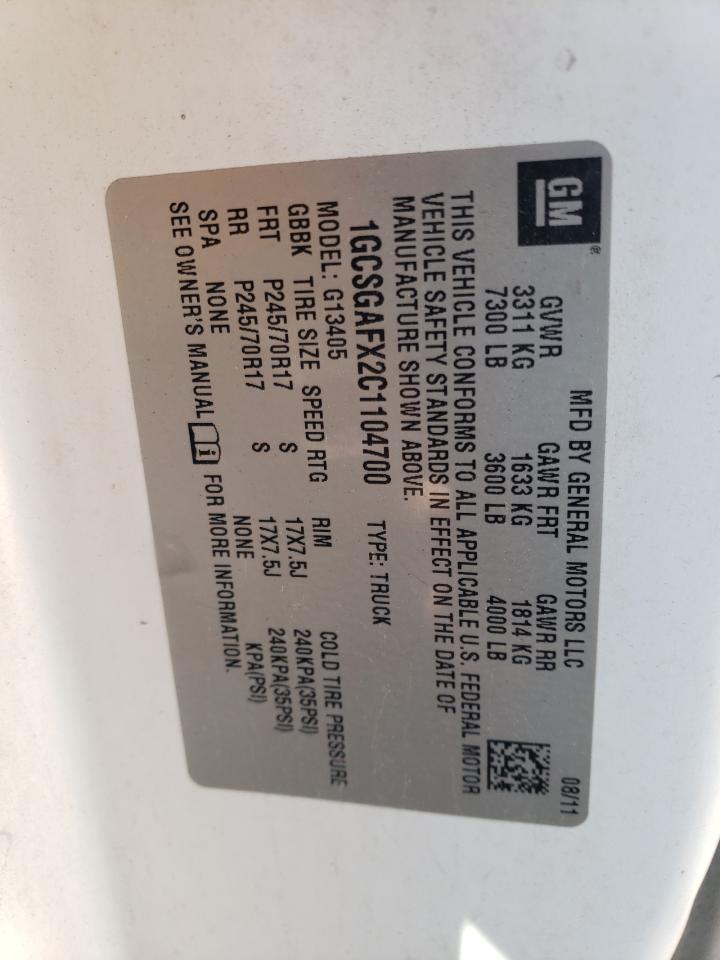 MFD BY GENERAL MOTORS LLC 08/11
GM ®
GVWR GAWR FRT GAWR RR
3311 KG 1633 KG 1814 KG
7300 LB 3600 LB 4000 LB
THIS VEHICLE CONFORMS TO ALL APPLICABLE U.S. FEDERAL MOTOR
VEHICLE SAFETY STANDARDS IN EFFECT ON THE DATE OF
MANUFACTURE SHOWN ABOVE.
1GCSGAFX2C1104700 TYPE: TRUCK
MODEL: G13405
GBBK TIRE SIZE SPEED RTG RIM COLD TIRE PRESSURE
FRT P245/70R17 S 17X7.5J 240KPA(35PSI)
RR P245/70R17 S 17X7.5J 240KPA(35PSI)
SPA NONE NONE KPA(PSI)
SEE OWNER'S MANUAL i FOR MORE INFORMATION.